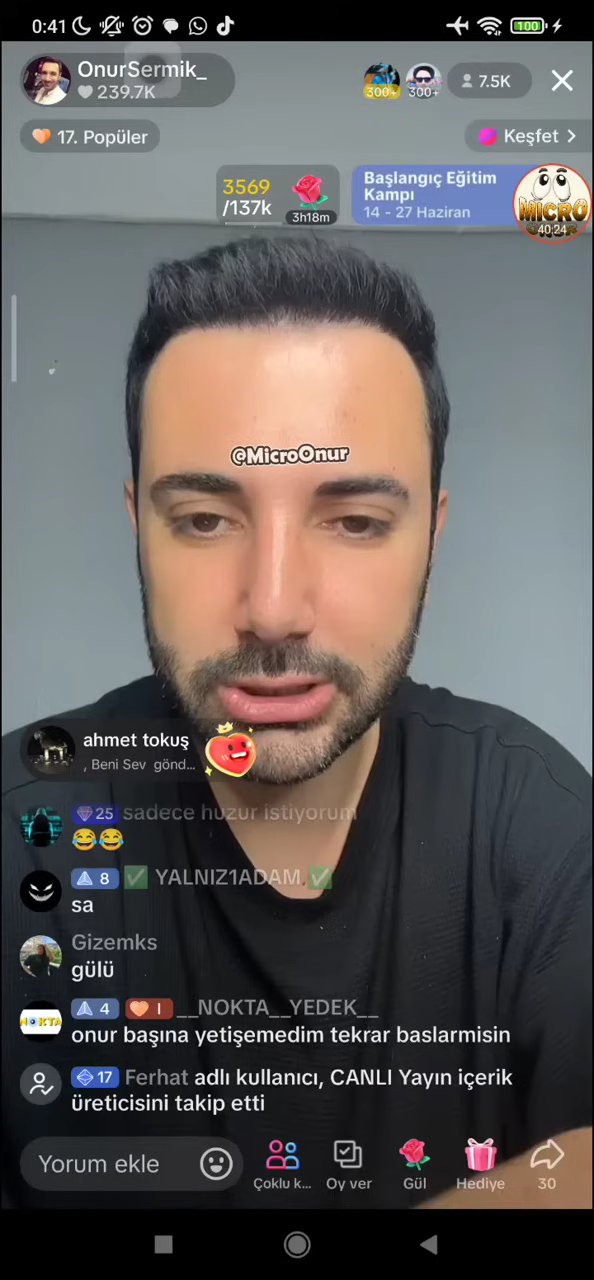 0:41
100
OnurSermik_
239.7K
300+
300+
7.5K
17. Popüler
Keşfet
3569
/137k
3h18m
Başlangıç Eğitim
Kampı
14 - 27 Haziran
MICRO
40:24
@MicroOnur
ahmet tokuş
, Beni Sev gönd...
25 sadece huzur istiyorum
😂😂
8 ✅ YALNIZ1ADAM ✅
sa
Gizemks
gülü
NOKTA
4 I __NOKTA__YEDEK__
onur başına yetişemedim tekrar baslarmisin
17 Ferhat adlı kullanıcı, CANLI Yayın içerik
üreticisini takip etti
Yorum ekle
Çoklu k...
Oy ver
Gül
Hediye
30